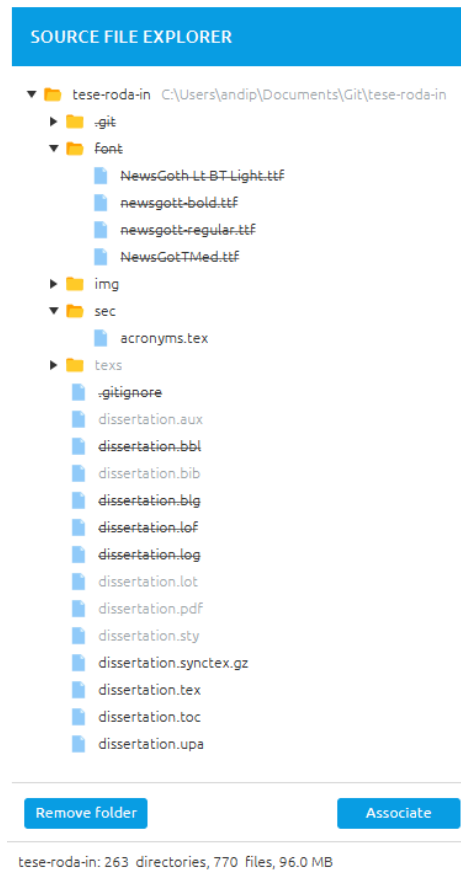 SOURCE FILE EXPLORER
tese-roda-in C:\Users\andip\Documents\Git\tese-roda-in
.git
font
NewsGoth Lt BT Light.ttf
newsgott-bold.ttf
newsgott-regular.ttf
NewsGotTMed.ttf
img
sec
acronyms.tex
texs
.gitignore
dissertation.aux
dissertation.bbl
dissertation.bib
dissertation.blg
dissertation.lof
dissertation.log
dissertation.lot
dissertation.pdf
dissertation.sty
dissertation.synctex.gz
dissertation.tex
dissertation.toc
dissertation.upa
Remove folder Associate
tese-roda-in: 263 directories, 770 files, 96.0 MB